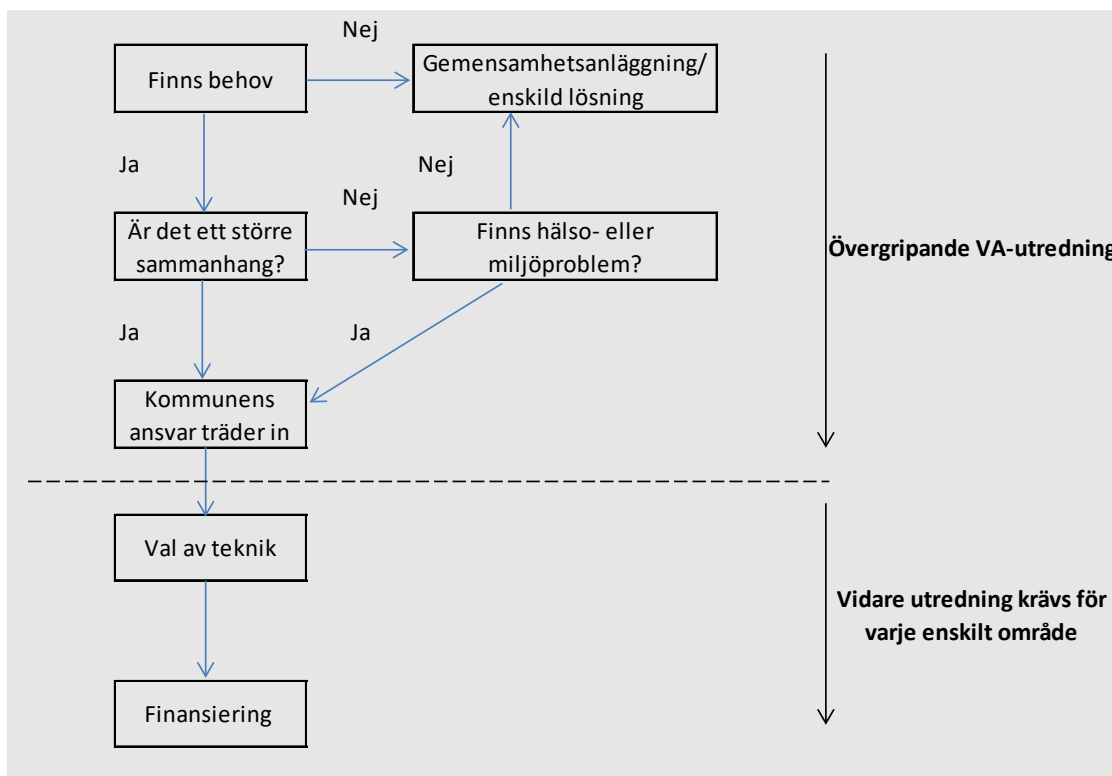 Nej
Finns behov
Gemensamhetsanläggning/
enskild lösning
Ja
Nej
Nej
Är det ett större
sammanhang?
Finns hälso- eller
miljöproblem?
Övergripande VA-utredning
Ja
Ja
Kommunens
ansvar träder in
Val av teknik
Vidare utredning krävs för
varje enskilt område
Finansiering